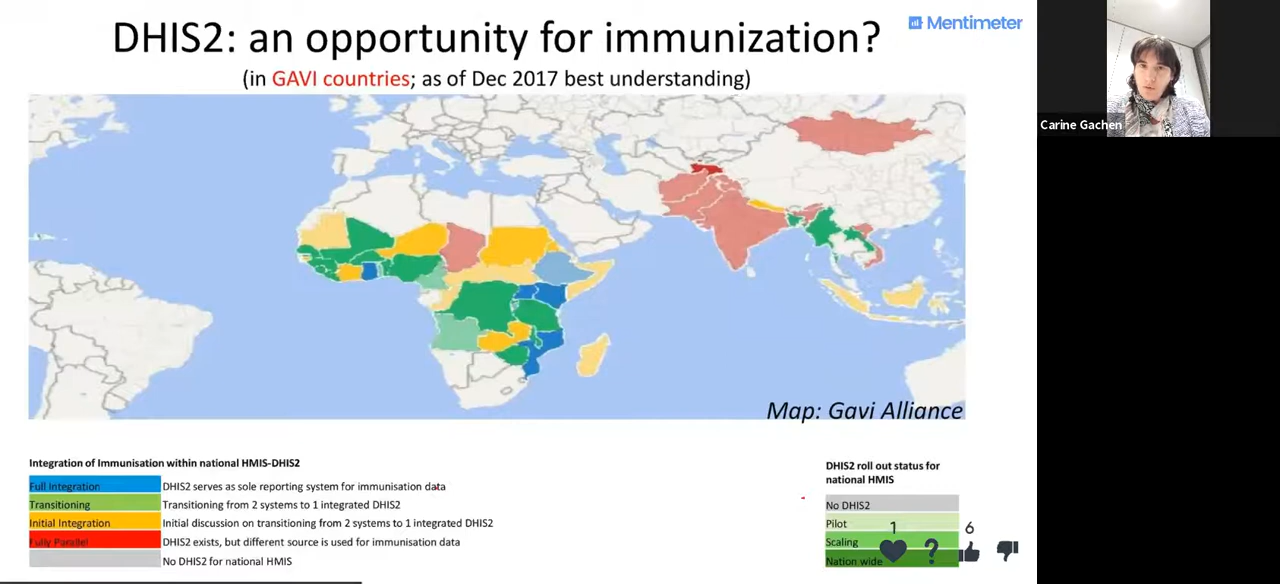 DHIS2: an opportunity for immunization?
Mentimeter
(in GAVI countries; as of Dec 2017 best understanding)
Carine Gachen
Map: Gavi Alliance
Integration of Immunisation within national HMIS-DHIS2
Full Integration DHIS2 serves as sole reporting system for immunisation data
Transitioning Transitioning from 2 systems to 1 integrated DHIS2
Initial Integration Initial discussion on transitioning from 2 systems to 1 integrated DHIS2
Fully Parallel DHIS2 exists, but different source is used for immunisation data
No DHIS2 for national HMIS
DHIS2 roll out status for
national HMIS
No DHIS2
Pilot
Scaling
Nation wide
1 6